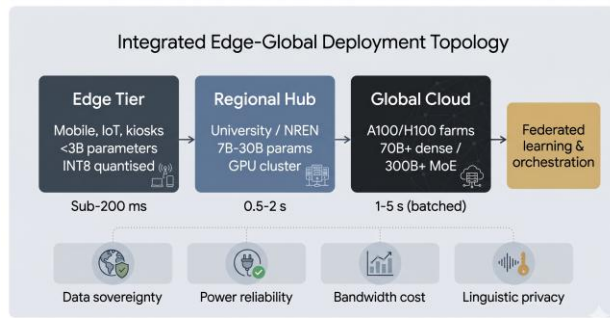 Integrated Edge-Global Deployment Topology
Edge Tier
Mobile, IoT, kiosks
<3B parameters
INT8 quantised
Regional Hub
University / NREN
7B-30B params
GPU cluster
Global Cloud
A100/H100 farms
70B+ dense /
300B+ MoE
Federated
learning &
orchestration
Sub-200 ms
0.5-2 s
1-5 s (batched)
Data sovereignty
Power reliability
Bandwidth cost
Linguistic privacy